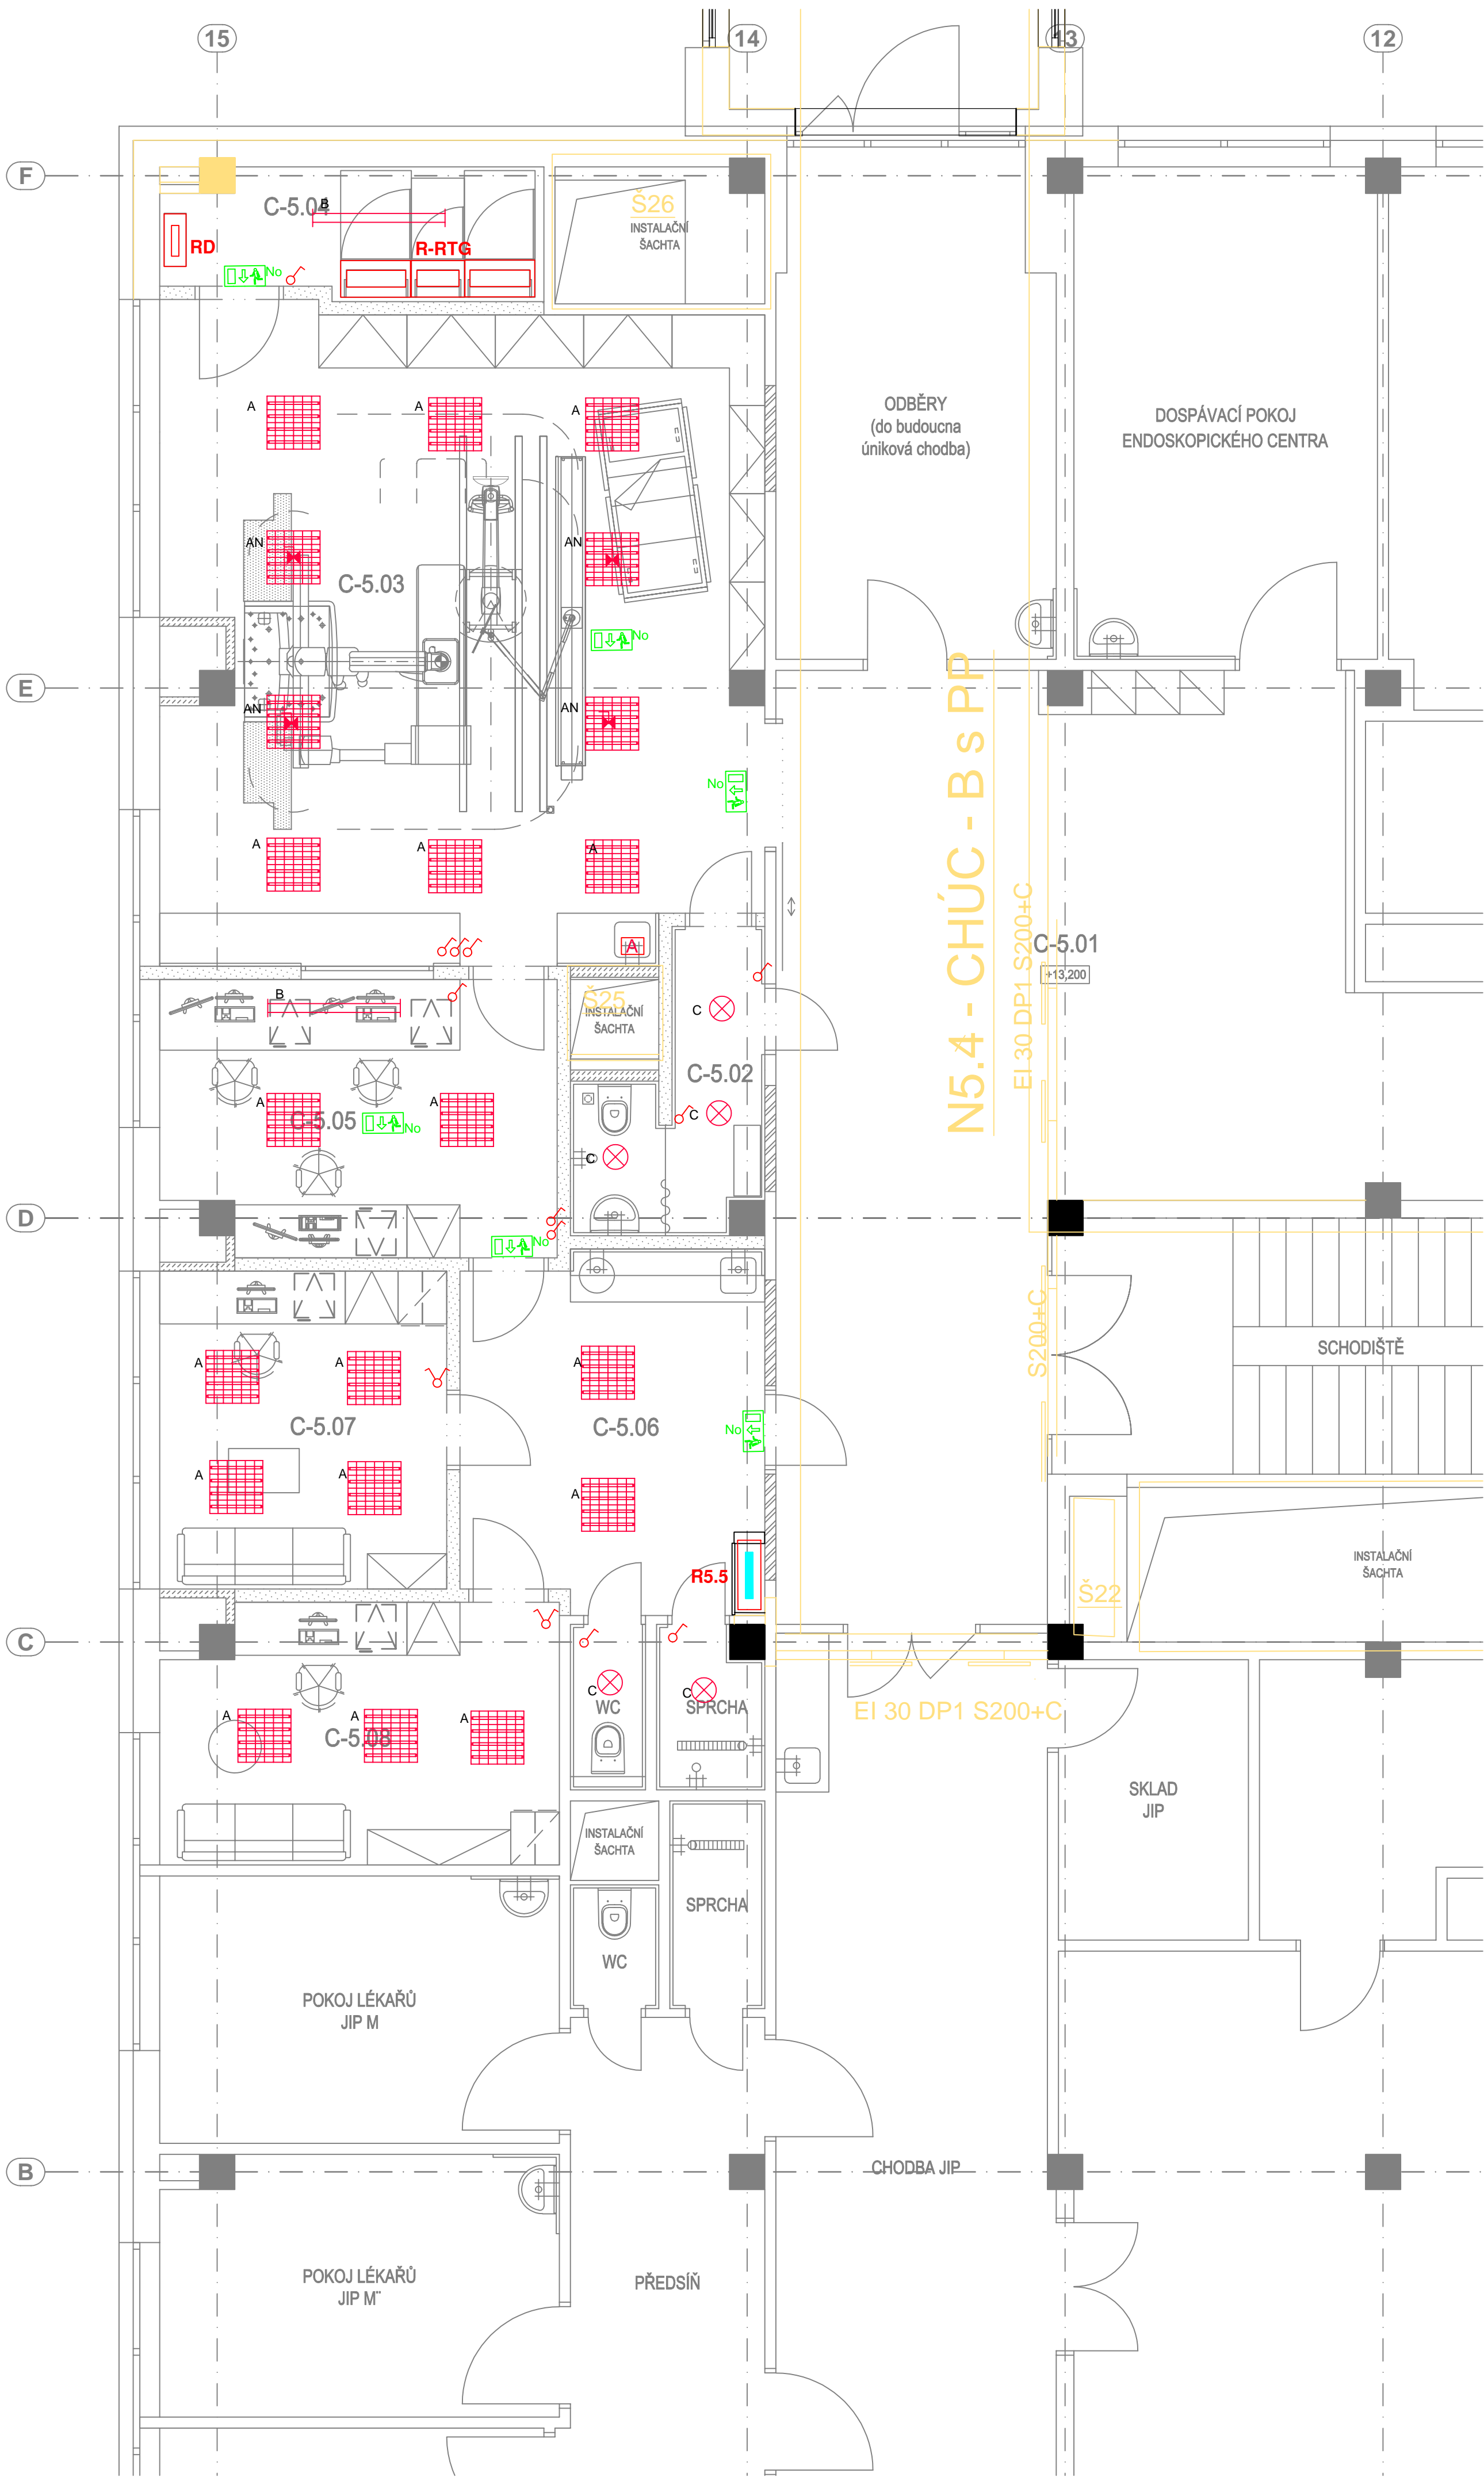 15
14
13
12
F
C-5.04
B
Š26
INSTALAČNÍ
ŠACHTA
RD
R-RTG
No
A
A
A
ODBĚRY
(do budoucna
úniková chodba)
DOSPÁVACÍ POKOJ
ENDOSKOPICKÉHO CENTRA
AN
AN
C-5.03
No
E
AN
AN
No
N5.4 - CHÚC - B s PP
EI 30 DP1 S200+C
A
A
A
C-5.01
+13,200
A
B
Š25
INSTALAČNÍ
ŠACHTA
C
C-5.02
A
C-5.05
No
A
C
C
D
No
S200+C
SCHODIŠTĚ
A
A
A
C-5.07
C-5.06
No
A
A
A
INSTALAČNÍ
ŠACHTA
R5.5
Š22
C
C
WC
C
SPRCHA
EI 30 DP1 S200+C
A
A
A
C-5.08
SKLAD
JIP
INSTALAČNÍ
ŠACHTA
SPRCHA
WC
POKOJ LÉKAŘŮ
JIP M
B
CHODBA JIP
POKOJ LÉKAŘŮ
JIP M¨
PŘEDSÍŇ